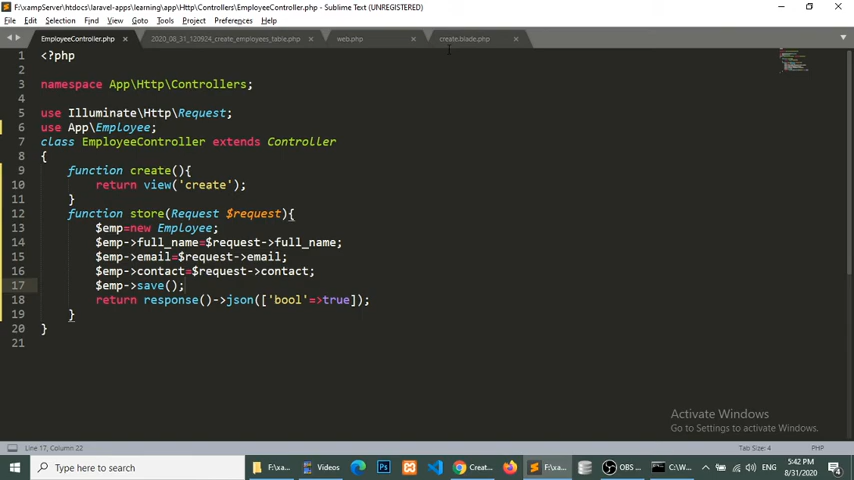 F:\xampServer\htdocs\laravel-apps\learning\app\Http\Controllers\EmployeeController.php - Sublime Text (UNREGISTERED)
File Edit Selection Find View Goto Tools Project Preferences Help
EmployeeController.php 2020_08_31_120924_create_employees_table.php web.php create.blade.php
1 <?php
2
3 namespace App\Http\Controllers;
4
5 use Illuminate\Http\Request;
6 use App\Employee;
7 class EmployeeController extends Controller
8 {
9 function create(){
10 return view('create');
11 }
12 function store(Request $request){
13 $emp=new Employee;
14 $emp->full_name=$request->full_name;
15 $emp->email=$request->email;
16 $emp->contact=$request->contact;
17 $emp->save();
18 return response()->json(['bool'=>true]);
19 }
20 }
21
Activate Windows
Go to Settings to activate Windows.
Line 17, Column 22 Tab Size: 4 PHP
Type here to search F:\xa... Videos Creat... F:\xa... OBS ... C:\W... ENG 5:42 PM
8/31/2020 4